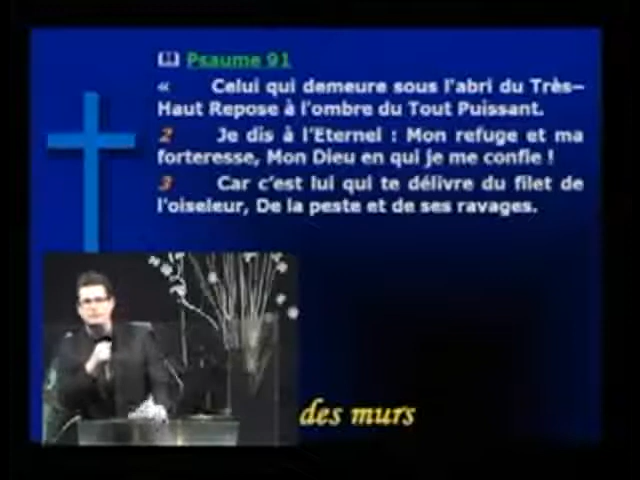 Psaume 91
« Celui qui demeure sous l'abri du Très–
Haut Repose à l'ombre du Tout Puissant.
2 Je dis à l'Eternel : Mon refuge et ma
forteresse, Mon Dieu en qui je me confie !
3 Car c'est lui qui te délivre du filet de
l'oiseleur, De la peste et de ses ravages.
des murs